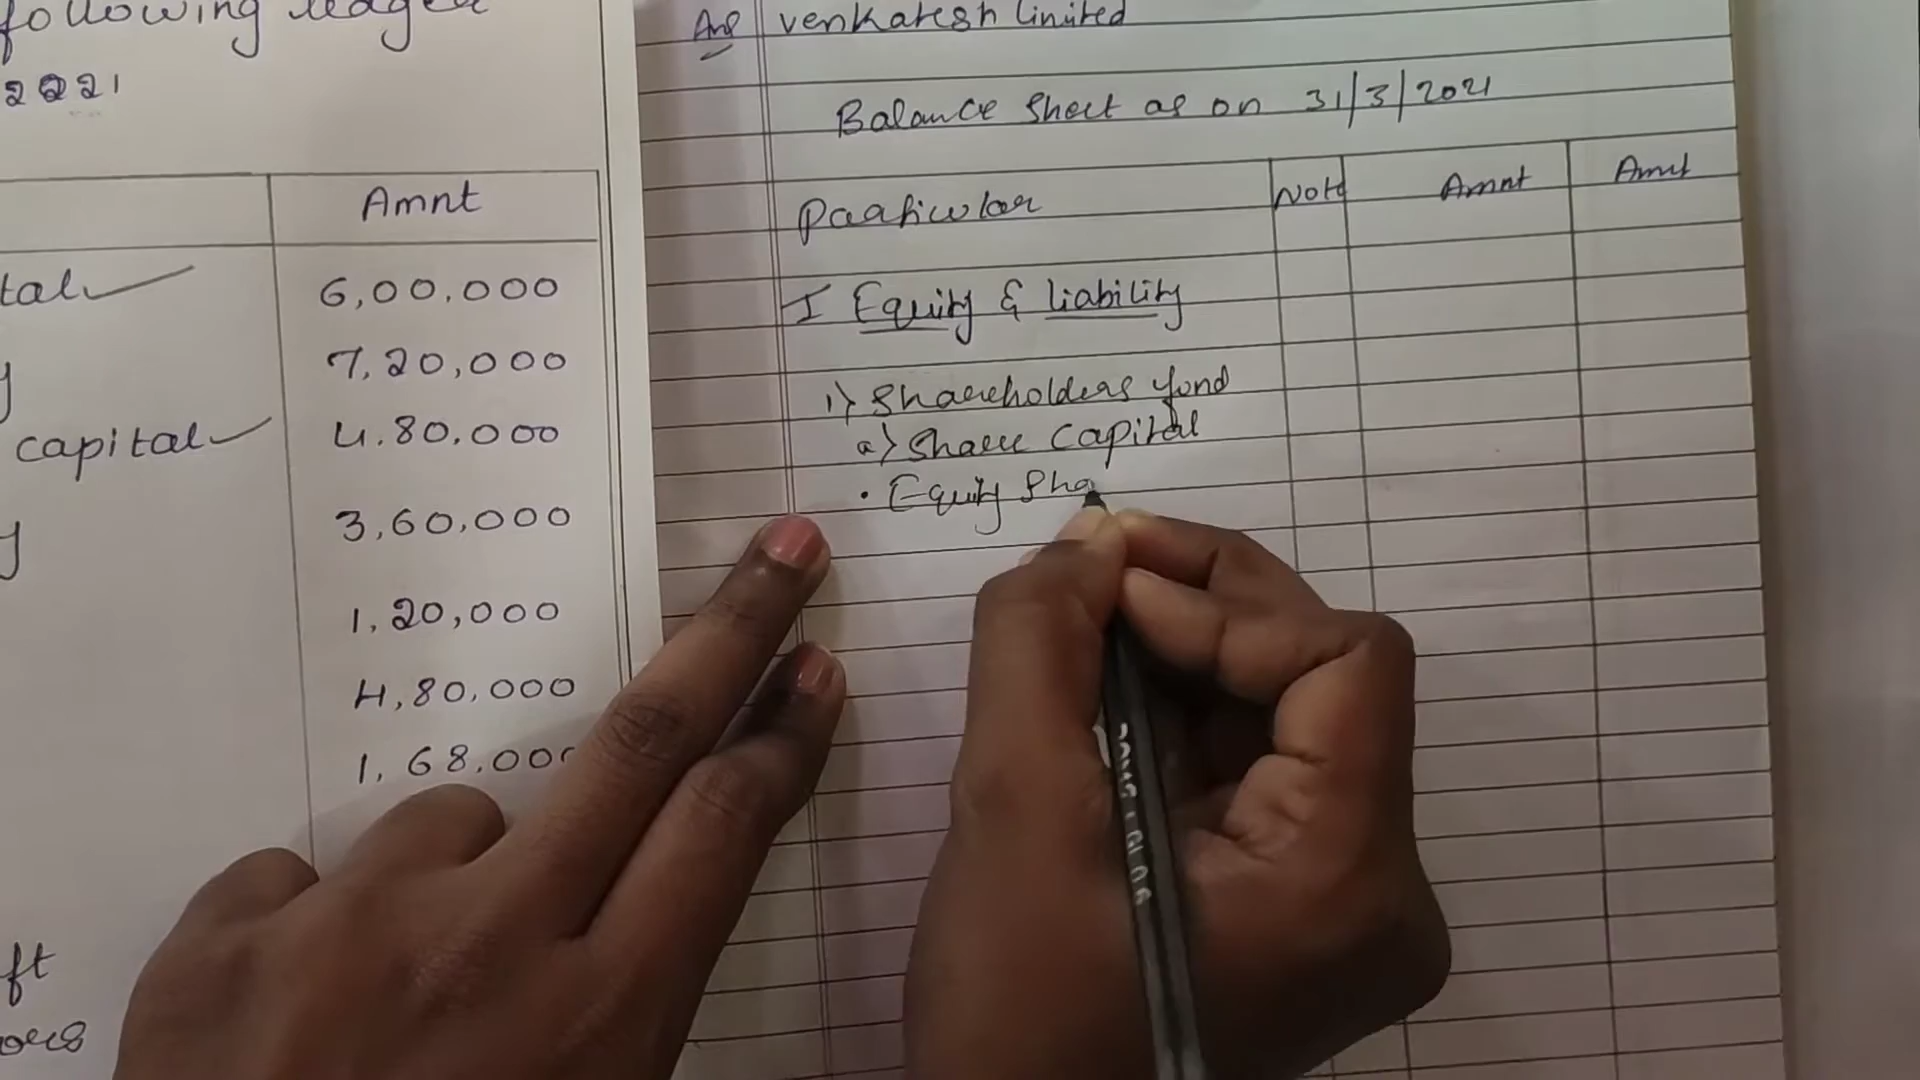 following ledger
2021
Amnt
tal 6,00,000
y 7,20,000
capital 4,80,000
y 3,60,000
1,20,000
4,80,000
1,68,000
ft
ors
Ans Venkatesh limited
Balance Sheet as on 31/3/2021
Particular Note Amnt Amnt
I Equity & liability
1) Shareholders fund
a) Share capital
• Equity Sha